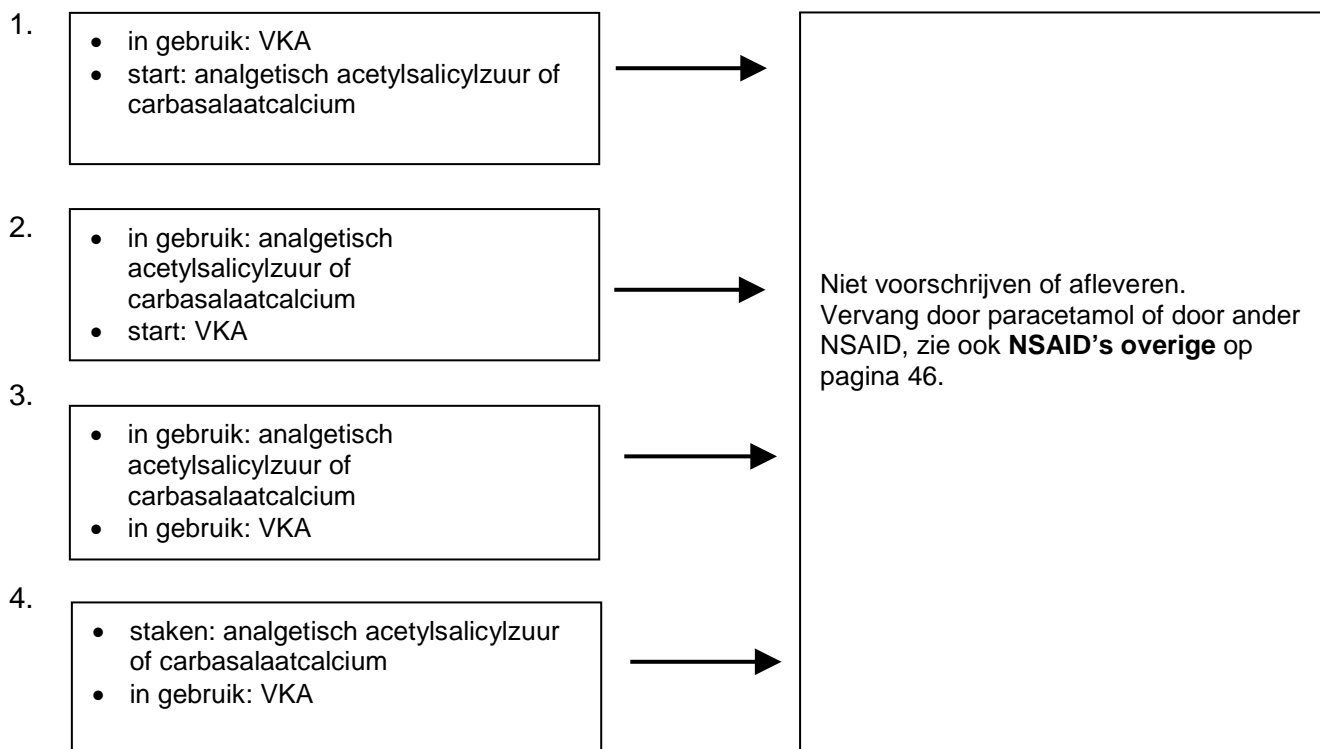 1.
• in gebruik: VKA
• start: analgetisch acetylsalicylzuur of
carbasalaatcalcium
2.
• in gebruik: analgetisch
acetylsalicylzuur of
carbasalaatcalcium
• start: VKA
3.
• in gebruik: analgetisch
acetylsalicylzuur of
carbasalaatcalcium
• in gebruik: VKA
4.
• staken: analgetisch acetylsalicylzuur
of carbasalaatcalcium
• in gebruik: VKA
Niet voorschrijven of afleveren.
Vervang door paracetamol of door ander
NSAID, zie ook NSAID’s overige op
pagina 46.